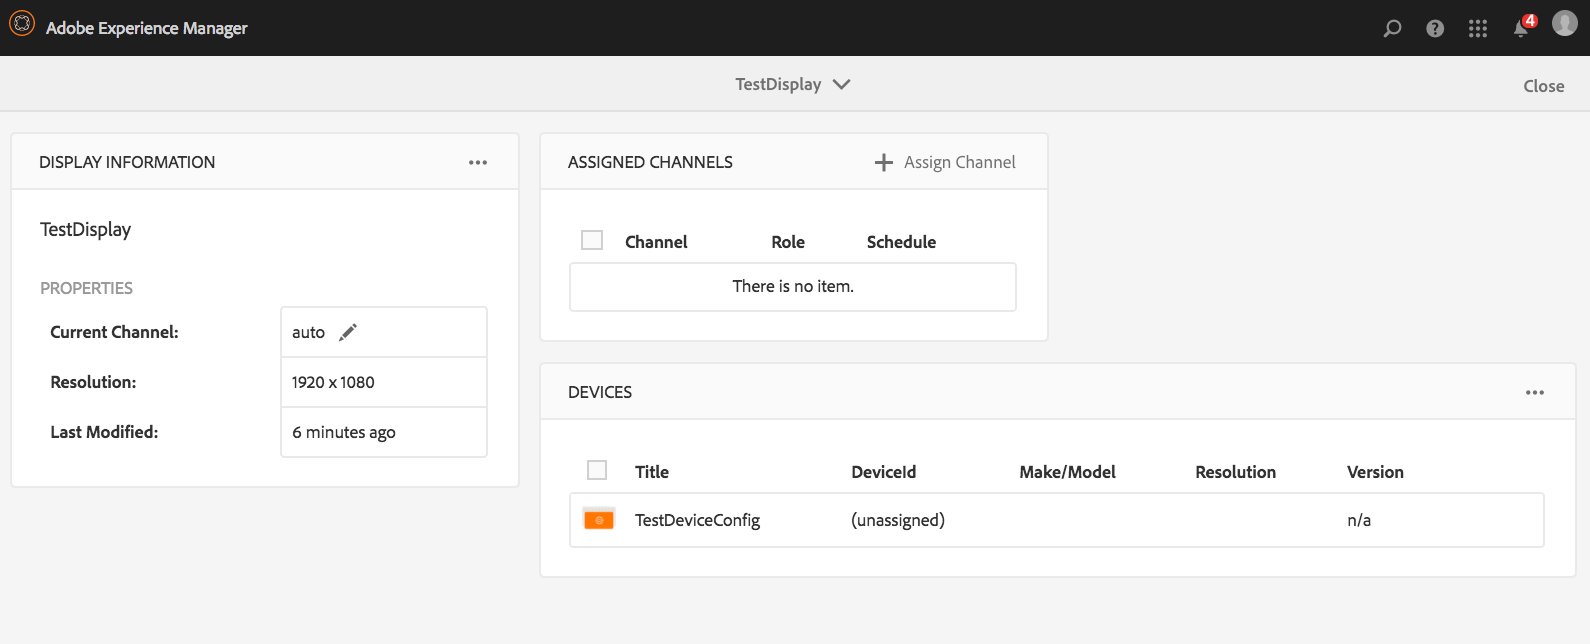 Adobe Experience Manager
4
TestDisplay
Close
DISPLAY INFORMATION
TestDisplay
PROPERTIES
Current Channel: auto
Resolution: 1920 x 1080
Last Modified: 6 minutes ago
ASSIGNED CHANNELS
Assign Channel
Channel Role Schedule
There is no item.
DEVICES
Title DeviceId Make/Model Resolution Version
TestDeviceConfig (unassigned) n/a